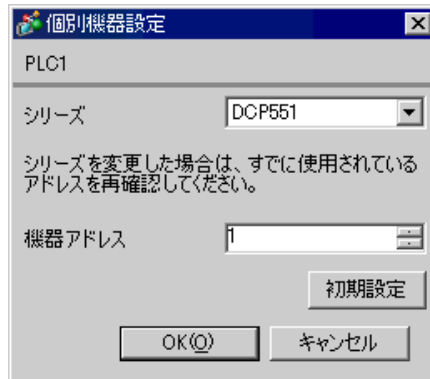 個別機器設定
PLC1
シリーズ DCP551
シリーズを変更した場合は、すでに使用されている
アドレスを再確認してください。
機器アドレス 1
初期設定
OK(O) キャンセル